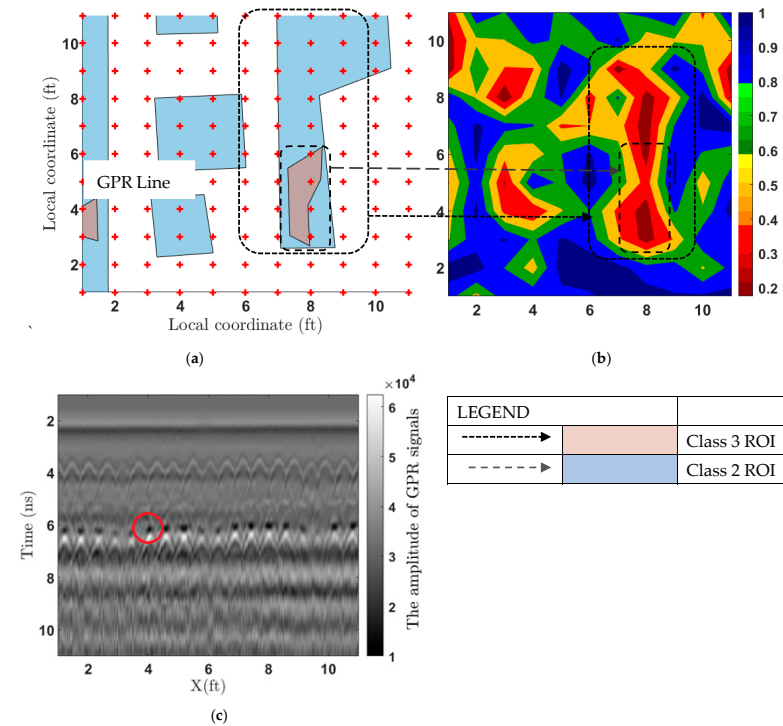 Local coordinate (ft)
10
8
6
4
2
GPR Line
2 4 6 8 10
Local coordinate (ft)
`
(a)
10
8
6
4
2
2 4 6 8 10
1
0.9
0.8
0.7
0.6
0.5
0.4
0.3
0.2
(b)
Time (ns)
2
4
6
8
10
2 4 6 8 10
X(ft)
×10⁴
6
5
4
3
2
1
The amplitude of GPR signals
(c)
LEGEND
Class 3 ROI
Class 2 ROI